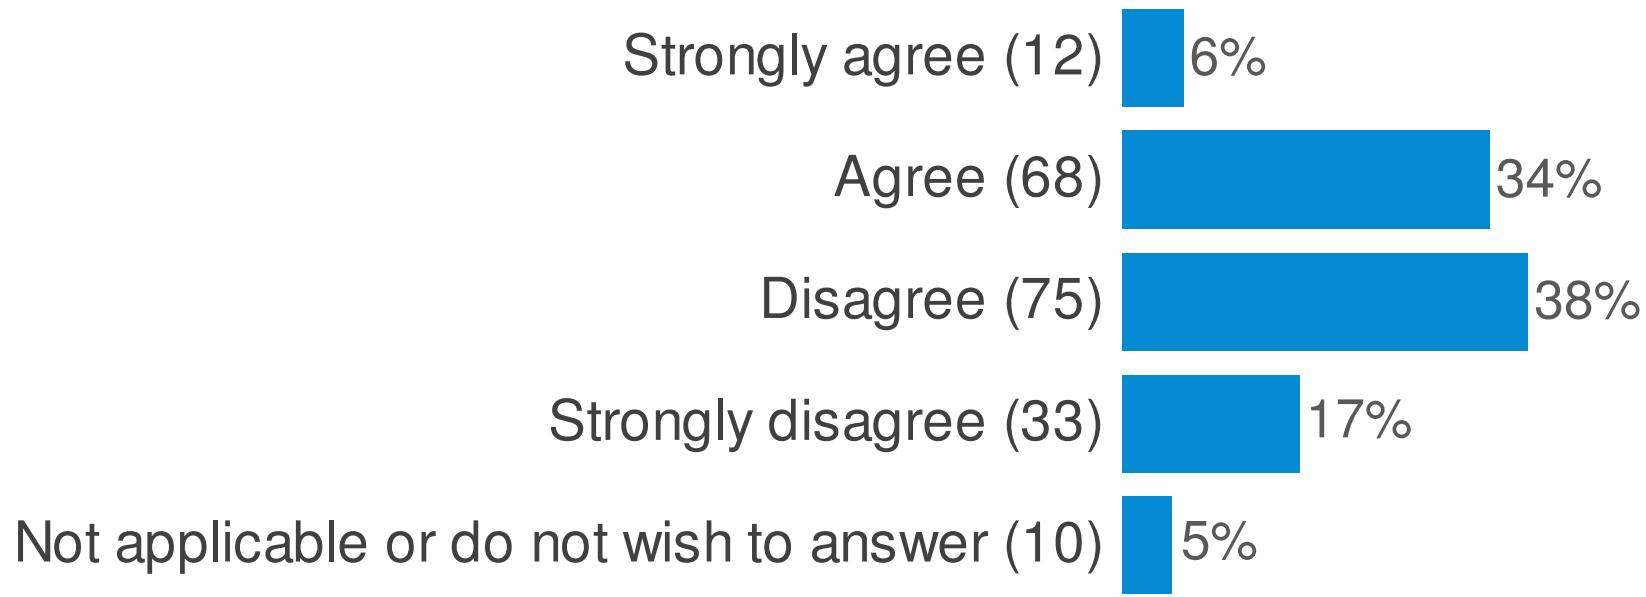 Strongly agree (12) 6%
Agree (68) 34%
Disagree (75) 38%
Strongly disagree (33) 17%
Not applicable or do not wish to answer (10) 5%